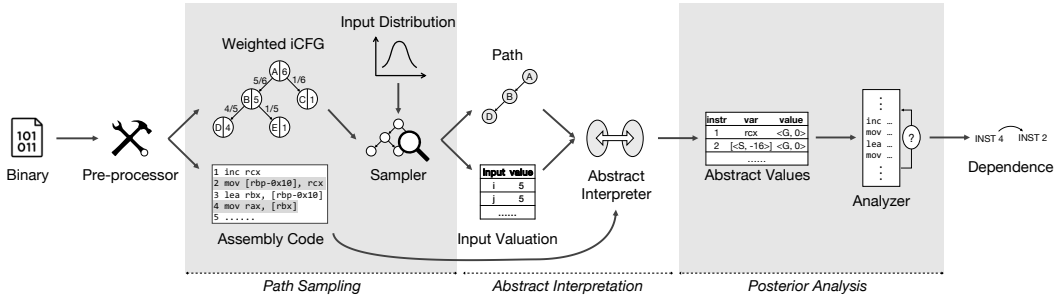 101
011
Binary
Pre-processor
Weighted iCFG
A 6
5/6
1/6
B 5
C 1
4/5
1/5
D 4
E 1
1 inc rcx
2 mov [rbp-0x10], rcx
3 lea rbx, [rbp-0x10]
4 mov rax, [rbx]
5 ......
Assembly Code
Input Distribution
Sampler
Path Sampling
Path
A
B
D
Input value
i 5
j 5
......
Input Valuation
Abstract
Interpreter
Abstract Interpretation
instr var value
1 rcx <G, 0>
2 [<S, -16>] <G, 0>
......
Abstract Values
inc …
mov …
lea …
mov …
?
Analyzer
Posterior Analysis
INST 4 INST 2
Dependence